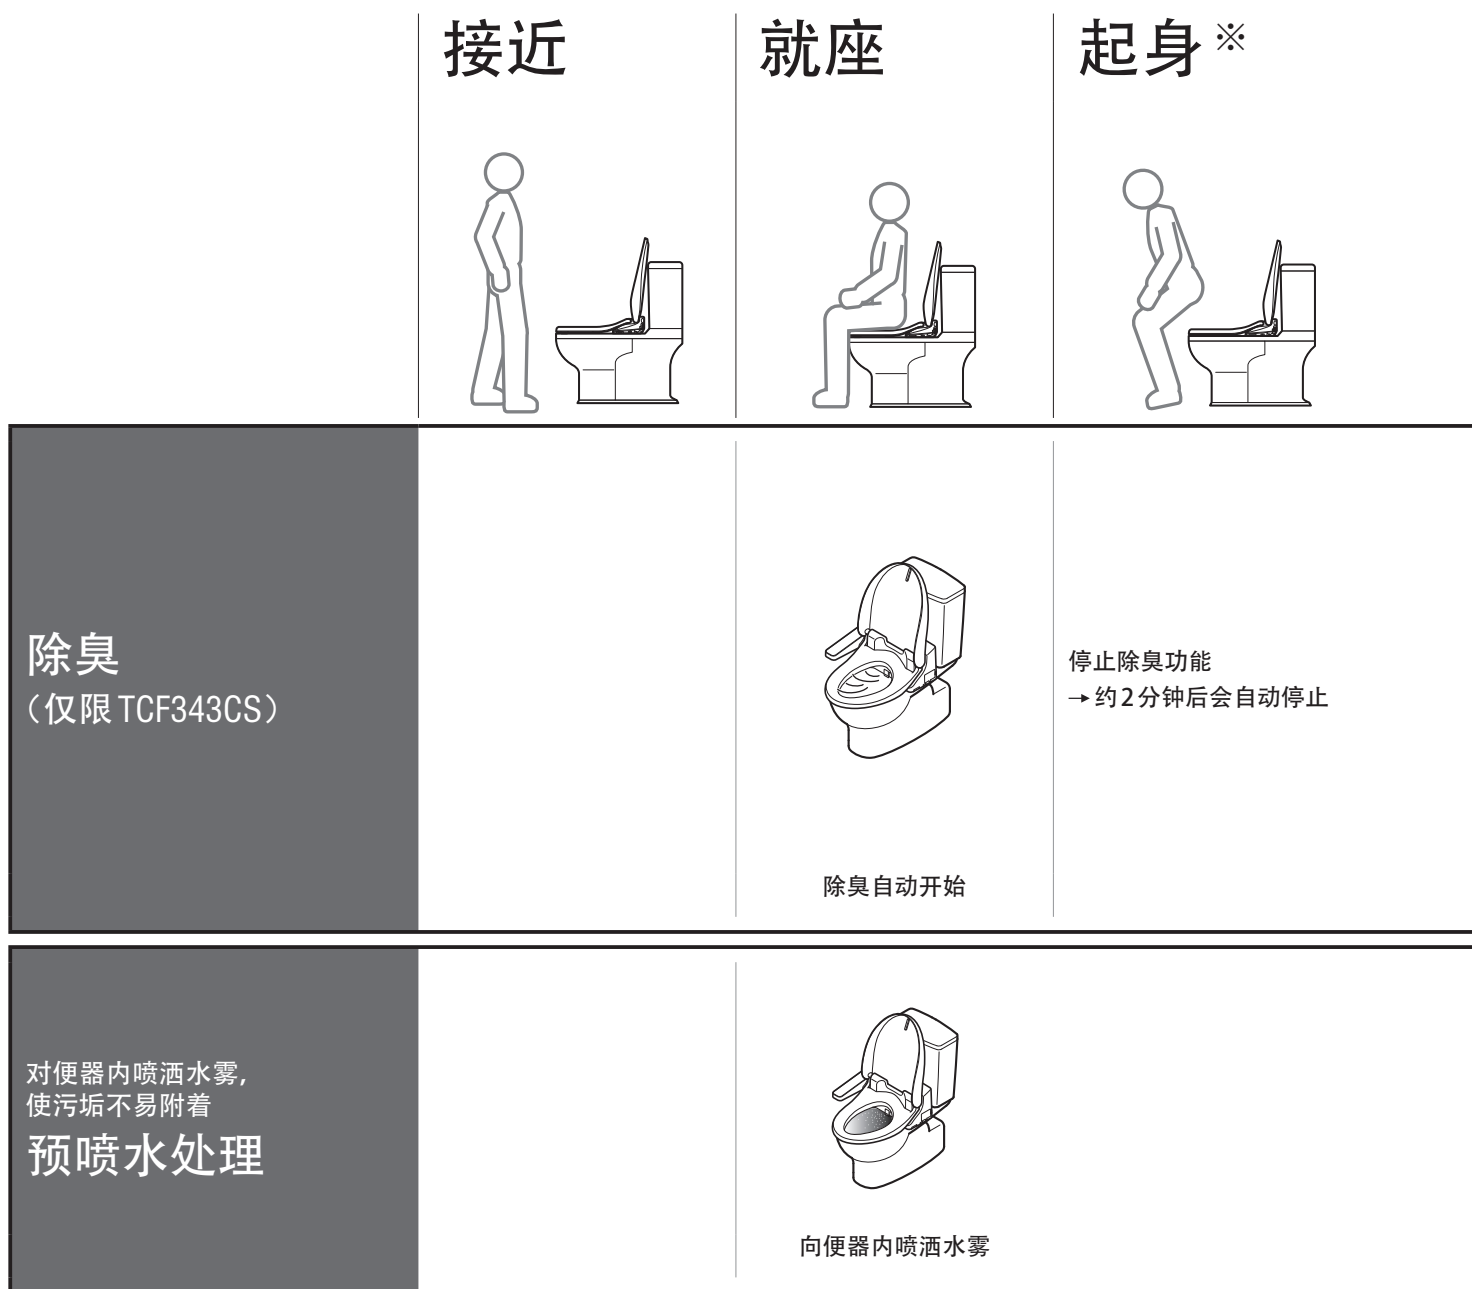 接近
就座
起身※
除臭
（仅限TCF343CS）
停止除臭功能
→约2分钟后会自动停止
除臭自动开始
对便器内喷洒水雾,
使污垢不易附着
预喷水处理
向便器内喷洒水雾